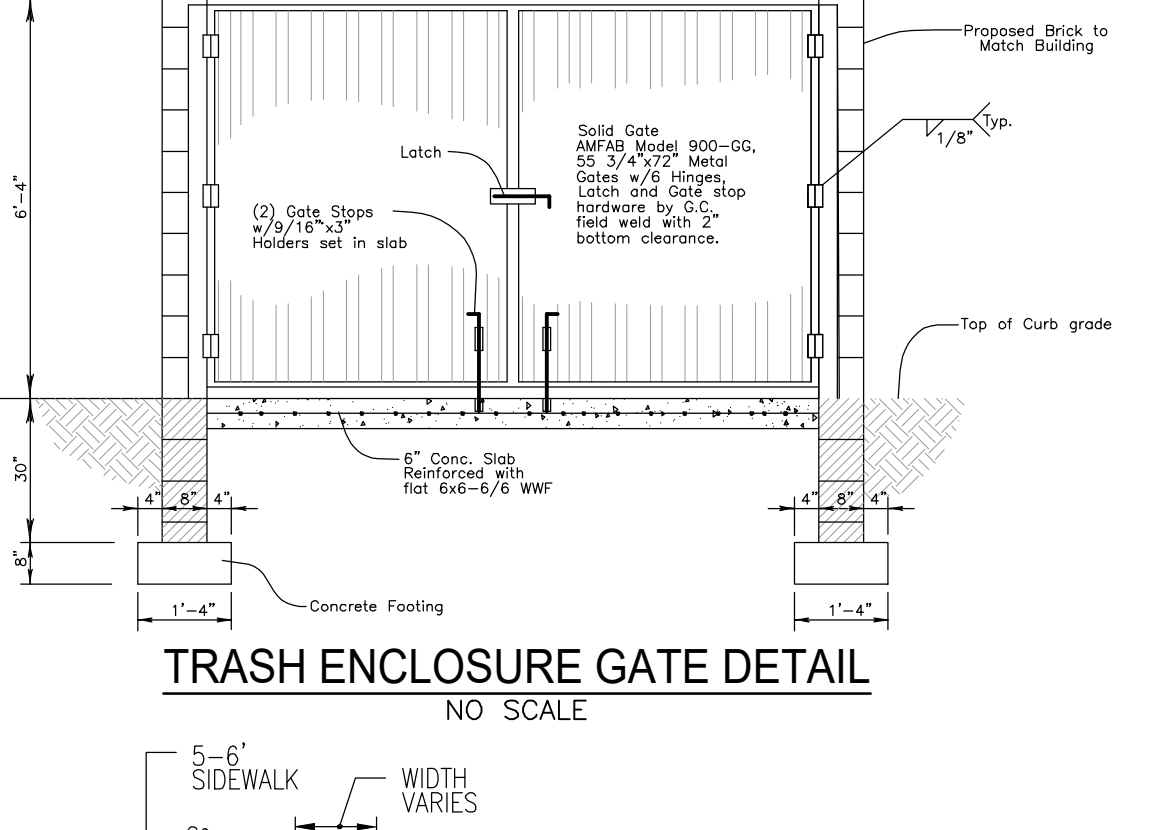 Proposed Brick to
Match Building
Typ.
1/8"
Solid Gate
AMFAB Model 900-GG,
55 3/4"x72" Metal
Gates w/6 Hinges,
Latch and Gate stop
hardware by G.C.
field weld with 2"
bottom clearance.
Latch
6'-4"
(2) Gate Stops
w/9/16"x3"
Holders set in slab
Top of Curb grade
30"
6" Conc. Slab
Reinforced with
flat 6x6-6/6 WWF
4" 8" 4"
4" 8" 4"
8"
Concrete Footing
1'-4"
1'-4"
TRASH ENCLOSURE GATE DETAIL
NO SCALE
5-6'
SIDEWALK
WIDTH
VARIES